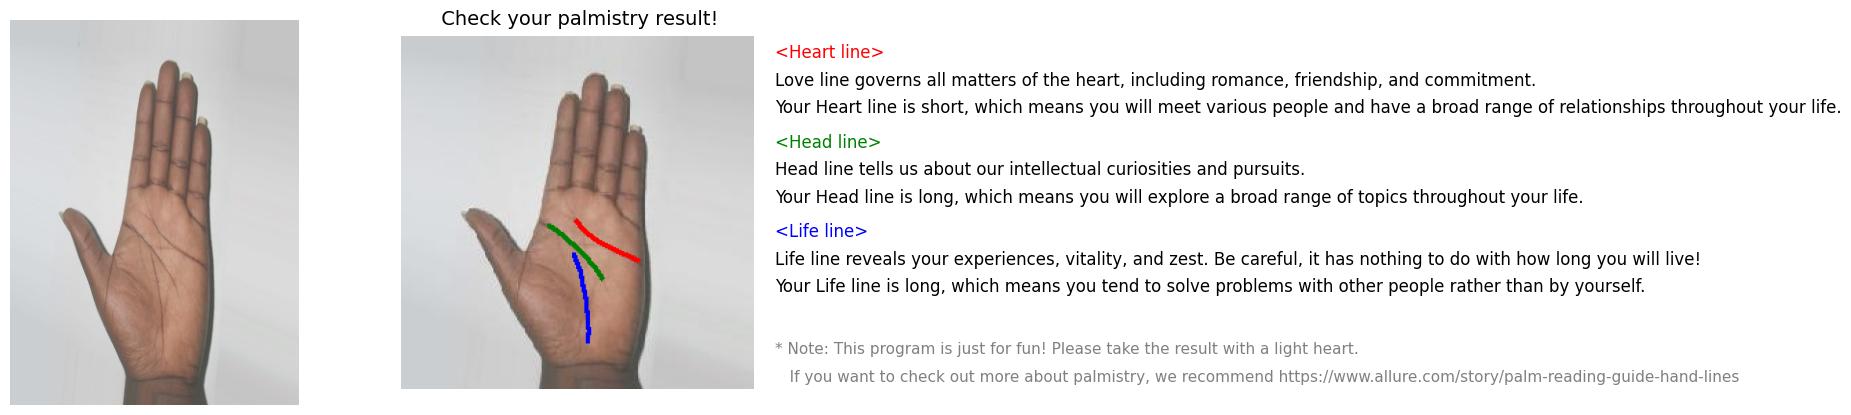 Check your palmistry result!
<Heart line>
Love line governs all matters of the heart, including romance, friendship, and commitment.
Your Heart line is short, which means you will meet various people and have a broad range of relationships throughout your life.
<Head line>
Head line tells us about our intellectual curiosities and pursuits.
Your Head line is long, which means you will explore a broad range of topics throughout your life.
<Life line>
Life line reveals your experiences, vitality, and zest. Be careful, it has nothing to do with how long you will live!
Your Life line is long, which means you tend to solve problems with other people rather than by yourself.
* Note: This program is just for fun! Please take the result with a light heart.
If you want to check out more about palmistry, we recommend https://www.allure.com/story/palm-reading-guide-hand-lines